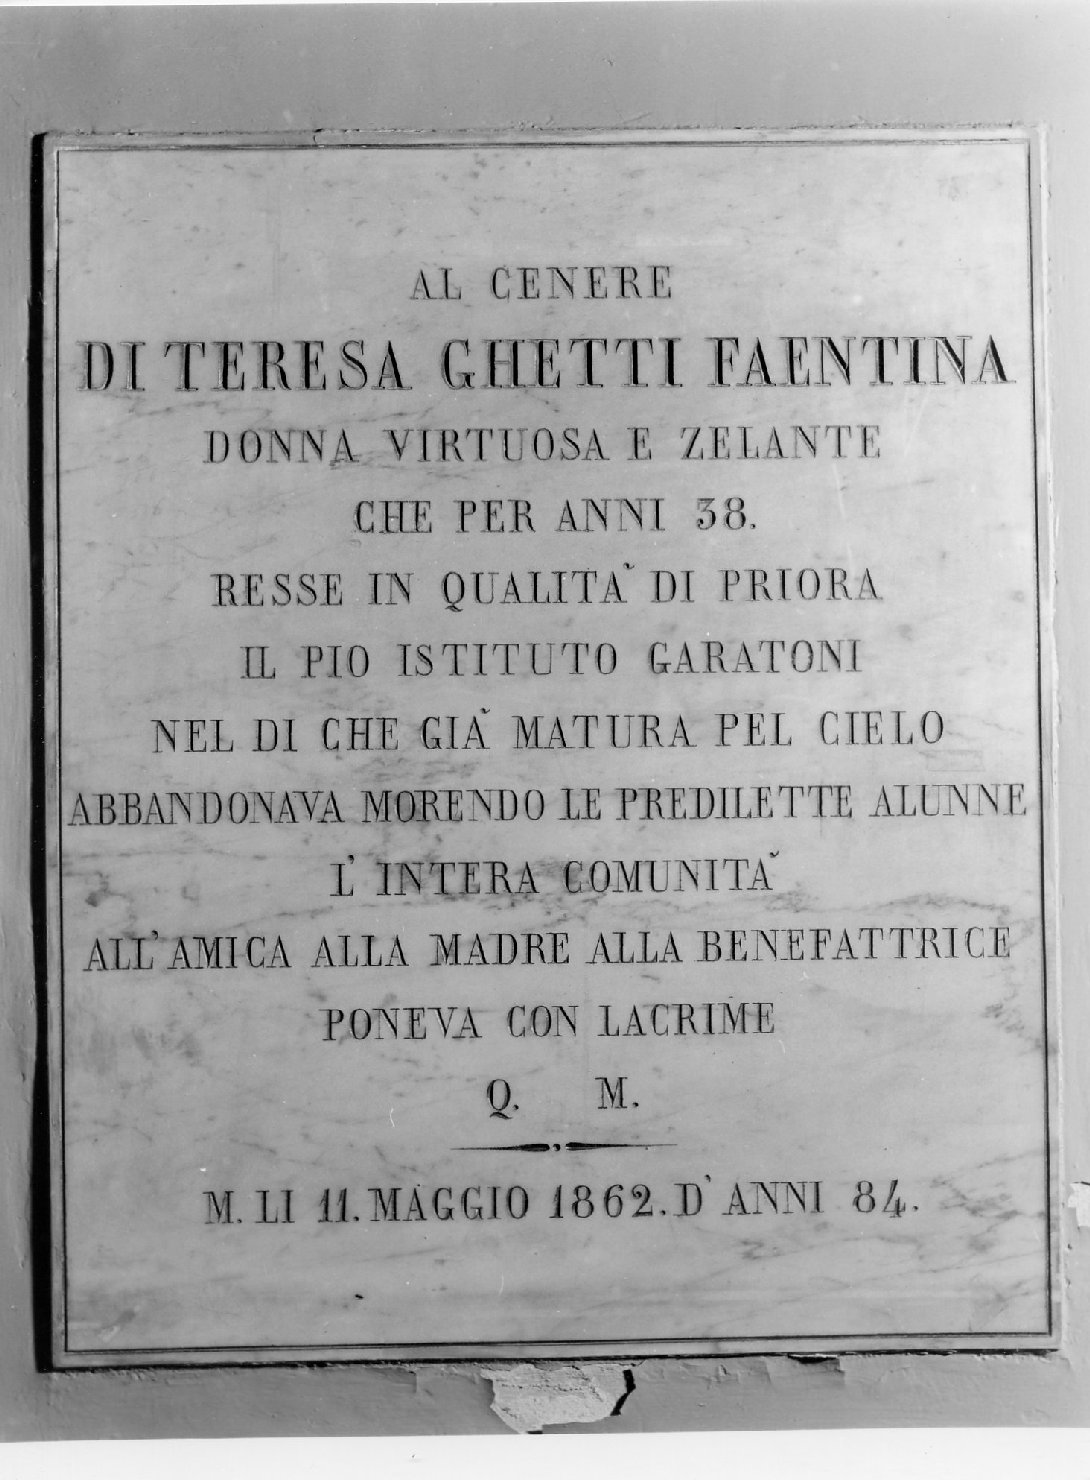 AL CENERE
DI TERESA GHETTI FAENTINA
DONNA VIRTUOSA E ZELANTE
CHE PER ANNI 38.
RESSE IN QUALITÀ DI PRIORA
IL PIO ISTITUTO GARATONI
NEL DI CHE GIÀ MATURA PEL CIELO
ABBANDONAVA MORENDO LE PREDILETTE ALUNNE
L' INTERA COMUNITÀ
ALL'AMICA ALLA MADRE ALLA BENEFATTRICE
PONEVA CON LACRIME
Q. M.
M. LI 11. MAGGIO 1862. D' ANNI 84.